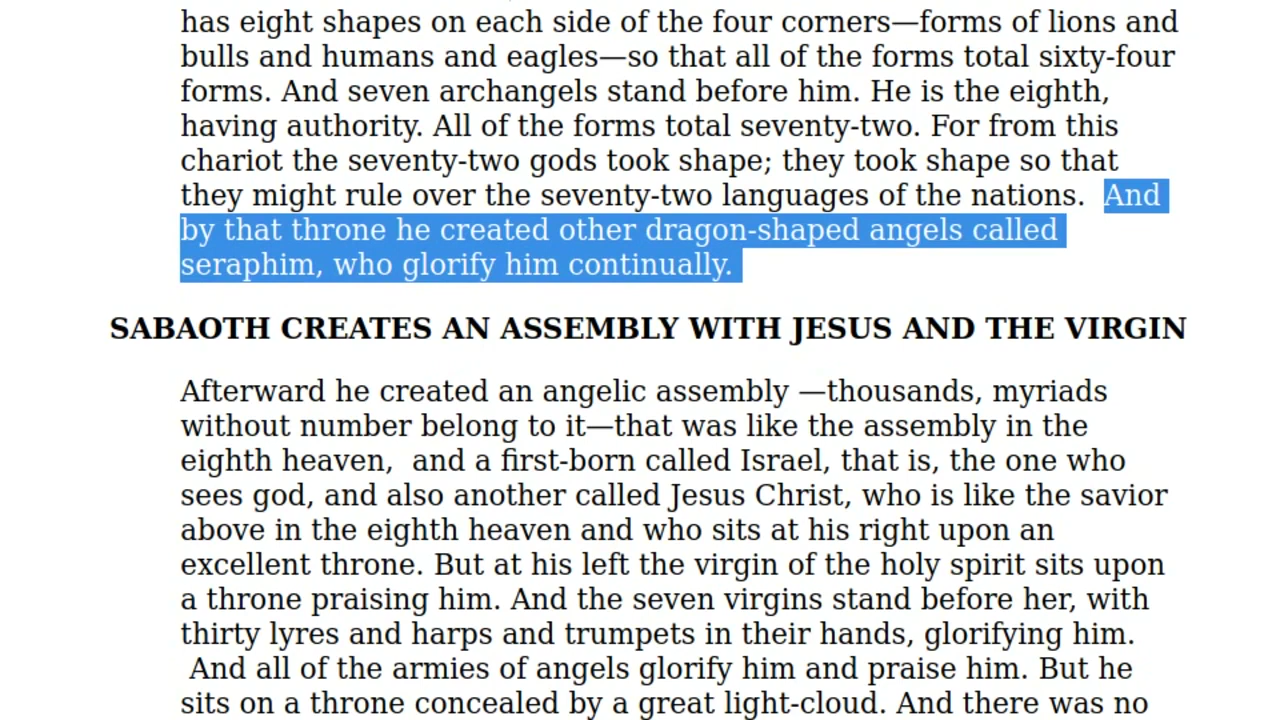 has eight shapes on each side of the four corners—forms of lions and
bulls and humans and eagles—so that all of the forms total sixty-four
forms. And seven archangels stand before him. He is the eighth,
having authority. All of the forms total seventy-two. For from this
chariot the seventy-two gods took shape; they took shape so that
they might rule over the seventy-two languages of the nations.  And
by that throne he created other dragon-shaped angels called
seraphim, who glorify him continually.
SABAOTH CREATES AN ASSEMBLY WITH JESUS AND THE VIRGIN
Afterward he created an angelic assembly —thousands, myriads
without number belong to it—that was like the assembly in the
eighth heaven,  and a first-born called Israel, that is, the one who
sees god, and also another called Jesus Christ, who is like the savior
above in the eighth heaven and who sits at his right upon an
excellent throne. But at his left the virgin of the holy spirit sits upon
a throne praising him. And the seven virgins stand before her, with
thirty lyres and harps and trumpets in their hands, glorifying him.
And all of the armies of angels glorify him and praise him. But he
sits on a throne concealed by a great light-cloud. And there was no